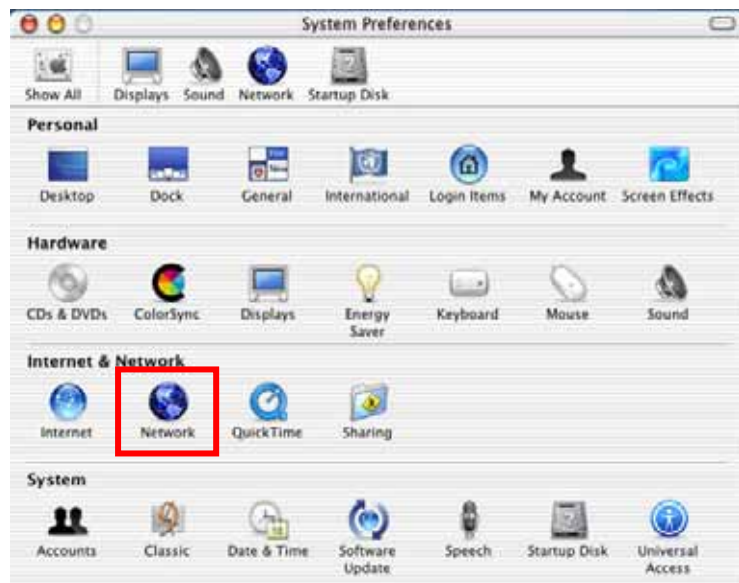 System Preferences
Show All Displays Sound Network Startup Disk
Personal
Desktop Dock General International Login Items My Account Screen Effects
Hardware
CDs & DVDs ColorSync Displays Energy Saver Keyboard Mouse Sound
Internet & Network
Internet Network QuickTime Sharing
System
Accounts Classic Date & Time Software Update Speech Startup Disk Universal Access